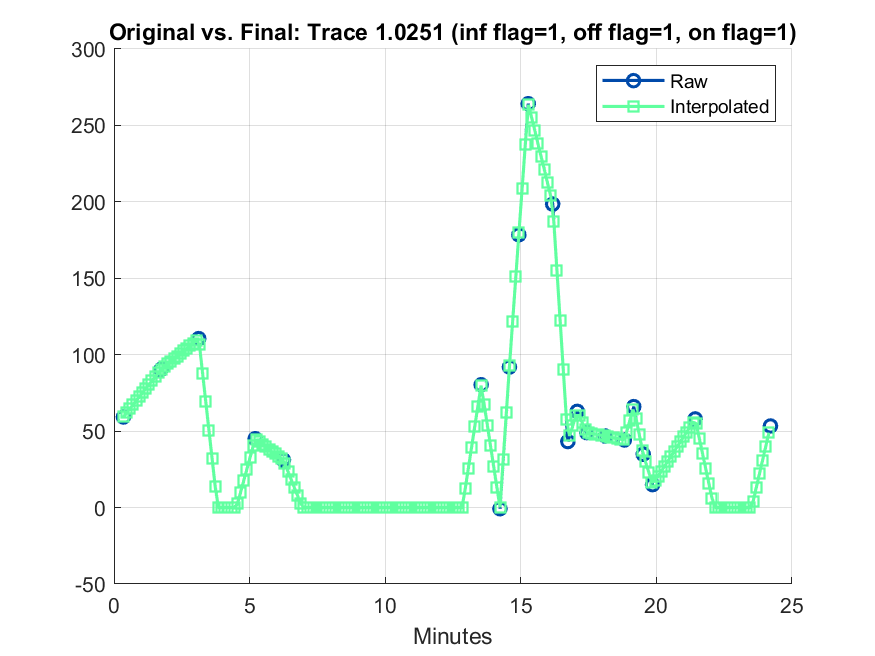 Original vs. Final: Trace 1.0251 (inf flag=1, off flag=1, on flag=1)
300
250
200
150
100
50
0
-50
Raw
Interpolated
0 5 10 15 20 25
Minutes